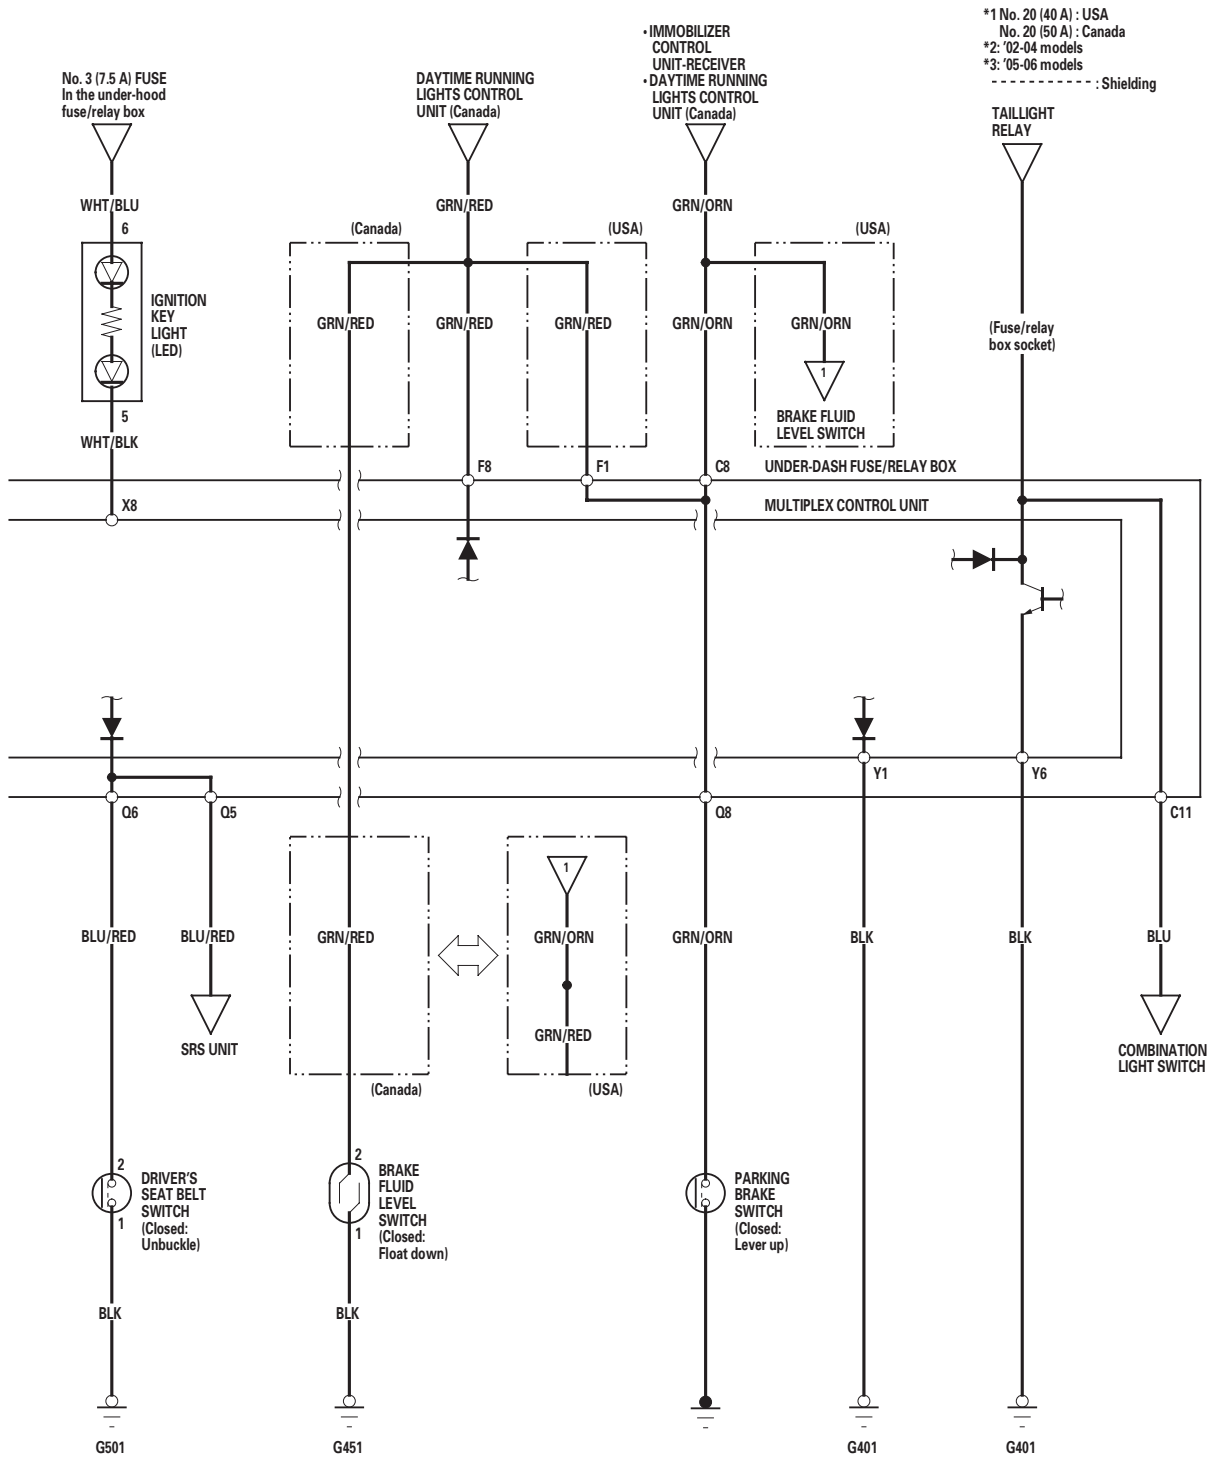 *1 No. 20 (40 A) : USA
No. 20 (50 A) : Canada
*2: ’02-04 models
*3: ’05-06 models
: Shielding
No. 3 (7.5 A) FUSE
In the under-hood
fuse/relay box
DAYTIME RUNNING
LIGHTS CONTROL
UNIT (Canada)
• IMMOBILIZER
CONTROL
UNIT-RECEIVER
• DAYTIME RUNNING
LIGHTS CONTROL
UNIT (Canada)
TAILLIGHT
RELAY
WHT/BLU
GRN/RED
GRN/ORN
6
(Canada)
(USA)
(USA)
IGNITION
KEY
LIGHT
(LED)
GRN/RED
GRN/RED
GRN/RED
GRN/ORN
GRN/ORN
(Fuse/relay
box socket)
1
5
BRAKE FLUID
LEVEL SWITCH
WHT/BLK
F8
F1
C8
UNDER-DASH FUSE/RELAY BOX
X8
MULTIPLEX CONTROL UNIT
Y1
Y6
Q6
Q5
Q8
C11
1
BLU/RED
BLU/RED
GRN/RED
GRN/ORN
GRN/ORN
BLK
BLK
BLU
GRN/RED
SRS UNIT
COMBINATION
LIGHT SWITCH
(Canada)
(USA)
2
DRIVER’S
SEAT BELT
SWITCH
(Closed:
Unbuckle)
1
2
BRAKE
FLUID
LEVEL
SWITCH
(Closed:
Float down)
1
PARKING
BRAKE
SWITCH
(Closed:
Lever up)
BLK
BLK
G501
G451
G401
G401